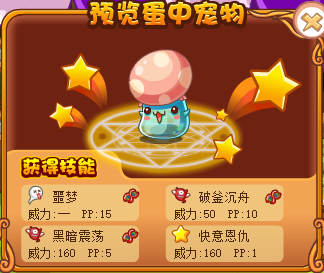 预览蛋中宠物
获得技能
噩梦
威力:— PP:15
破釜沉舟
威力:50 PP:10
黑暗震荡
威力:160 PP:5
快意恩仇
威力:160 PP:1